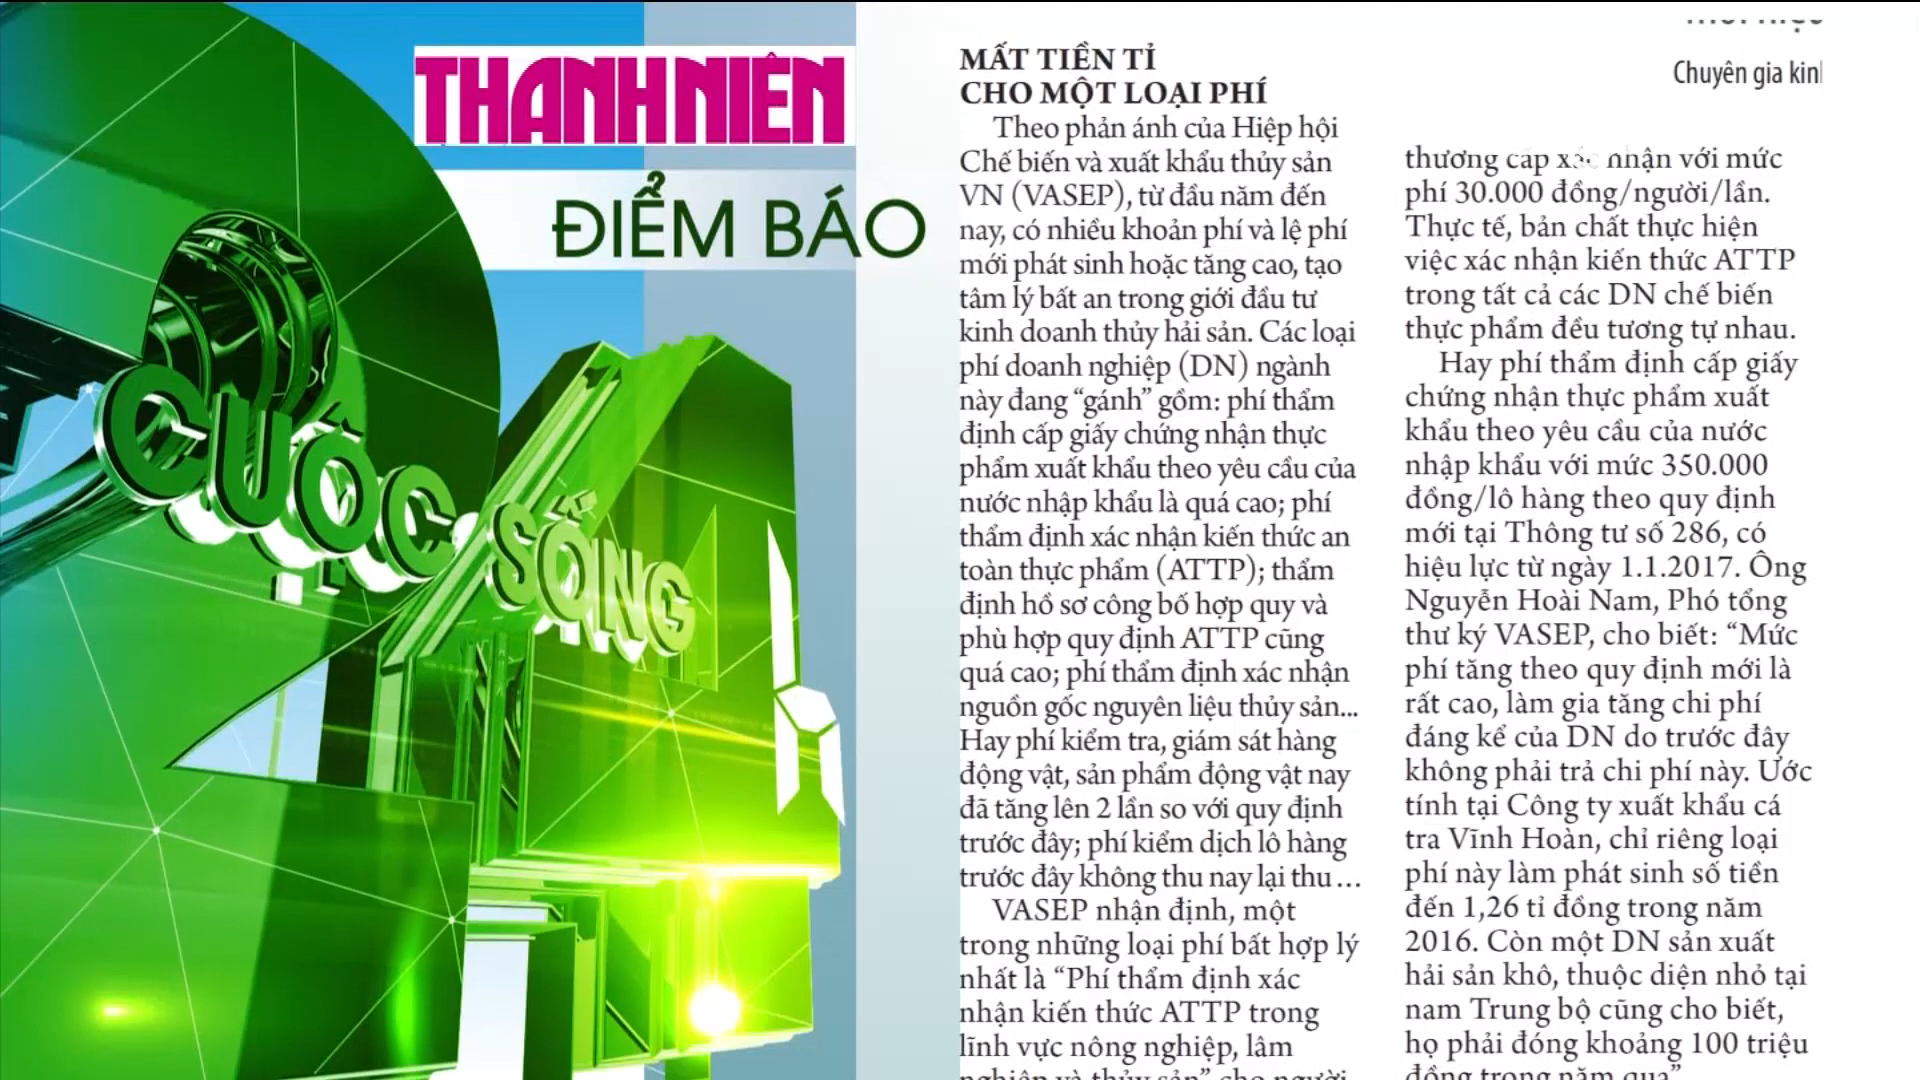 THANH NIÊN
ĐIỂM BÁO
CUỘC SỐNG
24h
MẤT TIỀN TỈ
CHO MỘT LOẠI PHÍ
Theo phản ánh của Hiệp hội
Chế biến và xuất khẩu thủy sản
VN (VASEP), từ đầu năm đến
nay, có nhiều khoản phí và lệ phí
mới phát sinh hoặc tăng cao, tạo
tâm lý bất an trong giới đầu tư
kinh doanh thủy hải sản. Các loại
phí doanh nghiệp (DN) ngành
này đang “gánh” gồm: phí thẩm
định cấp giấy chứng nhận thực
phẩm xuất khẩu theo yêu cầu của
nước nhập khẩu là quá cao; phí
thẩm định xác nhận kiến thức an
toàn thực phẩm (ATTP); thẩm
định hồ sơ công bố hợp quy và
phù hợp quy định ATTP cũng
quá cao; phí thẩm định xác nhận
nguồn gốc nguyên liệu thủy sản...
Hay phí kiểm tra, giám sát hàng
động vật, sản phẩm động vật nay
đã tăng lên 2 lần so với quy định
trước đây; phí kiểm dịch lô hàng
trước đây không thu nay lại thu…
VASEP nhận định, một
trong những loại phí bất hợp lý
nhất là “Phí thẩm định xác
nhận kiến thức ATTP trong
lĩnh vực nông nghiệp, lâm
nghiệp và thủy sản” cho người
Chuyên gia kin
thương cấp xác nhận với mức
phí 30.000 đồng/người/lần.
Thực tế, bản chất thực hiện
việc xác nhận kiến thức ATTP
trong tất cả các DN chế biến
thực phẩm đều tương tự nhau.
Hay phí thẩm định cấp giấy
chứng nhận thực phẩm xuất
khẩu theo yêu cầu của nước
nhập khẩu với mức 350.000
đồng/lô hàng theo quy định
mới tại Thông tư số 286, có
hiệu lực từ ngày 1.1.2017. Ông
Nguyễn Hoài Nam, Phó tổng
thư ký VASEP, cho biết: “Mức
phí tăng theo quy định mới là
rất cao, làm gia tăng chi phí
đáng kể của DN do trước đây
không phải trả chi phí này. Ước
tính tại Công ty xuất khẩu cá
tra Vĩnh Hoàn, chỉ riêng loại
phí này làm phát sinh số tiền
đến 1,26 tỉ đồng trong năm
2016. Còn một DN sản xuất
hải sản khô, thuộc diện nhỏ tại
nam Trung bộ cũng cho biết,
họ phải đóng khoảng 100 triệu
đồng trong năm qua”